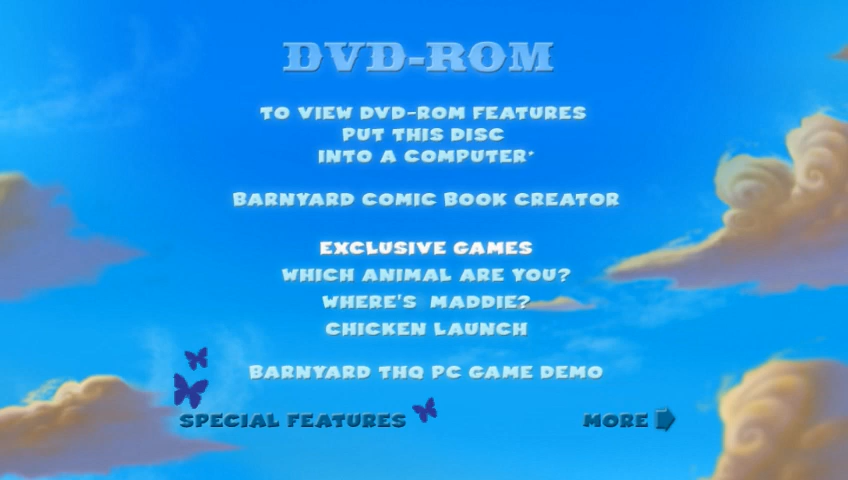 DVD-ROM
TO VIEW DVD-ROM FEATURES
PUT THIS DISC
INTO A COMPUTER*
BARNYARD COMIC BOOK CREATOR
EXCLUSIVE GAMES
WHICH ANIMAL ARE YOU?
WHERE'S MADDIE?
CHICKEN LAUNCH
BARNYARD THQ PC GAME DEMO
SPECIAL FEATURES
MORE